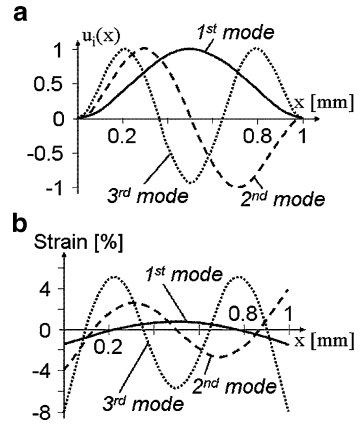 a
uᵢ(x)
1ˢᵗ mode
1
x [mm]
0.5
0
0.2
0.8
1
-0.5
-1
3ʳᵈ mode
2ⁿᵈ mode
b
Strain [%]
1ˢᵗ mode
4
0.8
1
0
x [mm]
0.2
-4
2ⁿᵈ mode
3ʳᵈ mode
-8